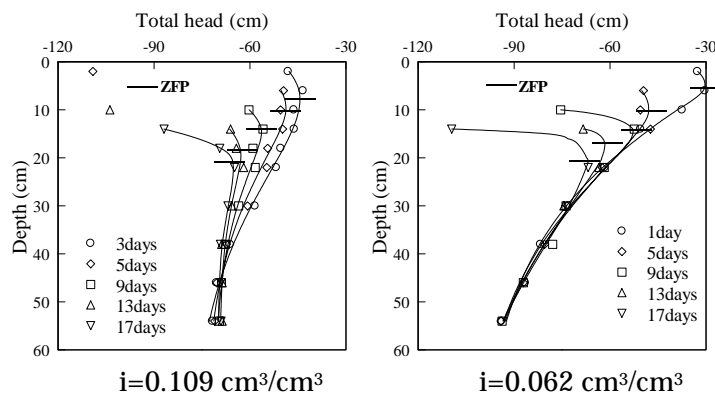 Total head (cm)
-120 -90 -60 -30
0
10
20
30
40
50
60
Depth (cm)
ZFP
3days
5days
9days
13days
17days
i=0.109 cm³/cm³
Total head (cm)
-120 -90 -60 -30
0
10
20
30
40
50
60
Depth (cm)
ZFP
1day
5days
9days
13days
17days
i=0.062 cm³/cm³